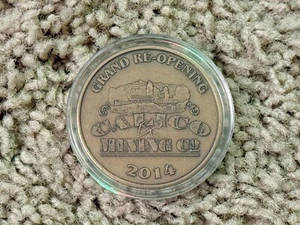 GRAND RE-OPENING
CALICO
MINING CO
2014